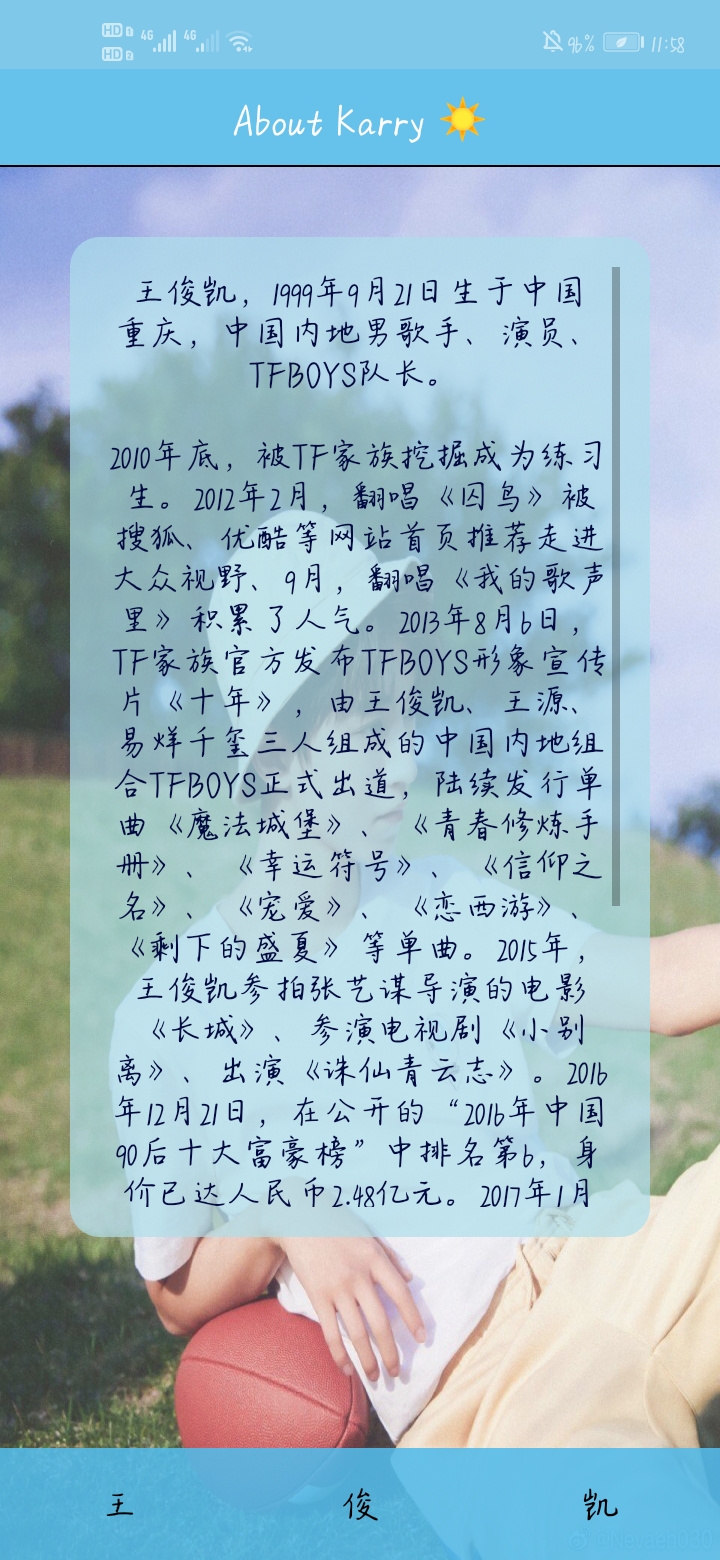 HD 1 4G 4G 96% 11:58
HD 2
About Karry
王俊凯，1999年9月21日生于中国
重庆，中国内地男歌手、演员、
TFBOYS队长。
2010年底，被TF家族挖掘成为练习
生。2012年2月，翻唱《囚鸟》被
搜狐、优酷等网站首页推荐走进
大众视野、9月，翻唱《我的歌声
里》积累了人气。2013年8月6日，
TF家族官方发布TFBOYS形象宣传
片《十年》，由王俊凯、王源、
易烊千玺三人组成的中国内地组
合TFBOYS正式出道，陆续发行单
曲《魔法城堡》、《青春修炼手
册》、《幸运符号》、《信仰之
名》、《宠爱》、《恋西游》、
《剩下的盛夏》等单曲。2015年，
王俊凯参拍张艺谋导演的电影
《长城》、参演电视剧《小别
离》、出演《诛仙青云志》。2016
年12月21日，在公开的“2016年中国
90后十大富豪榜”中排名第6，身
价已达人民币2.48亿元。2017年1月
王 俊 凯